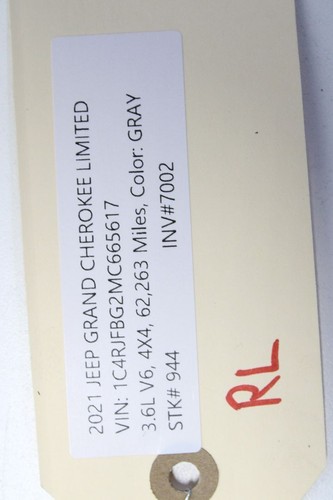 2021 JEEP GRAND CHEROKEE LIMITED
VIN: 1C4RJFBG2MC665617
3.6L V6, 4X4, 62,263 Miles, Color: GRAY
STK# 944 INV#7002
RL